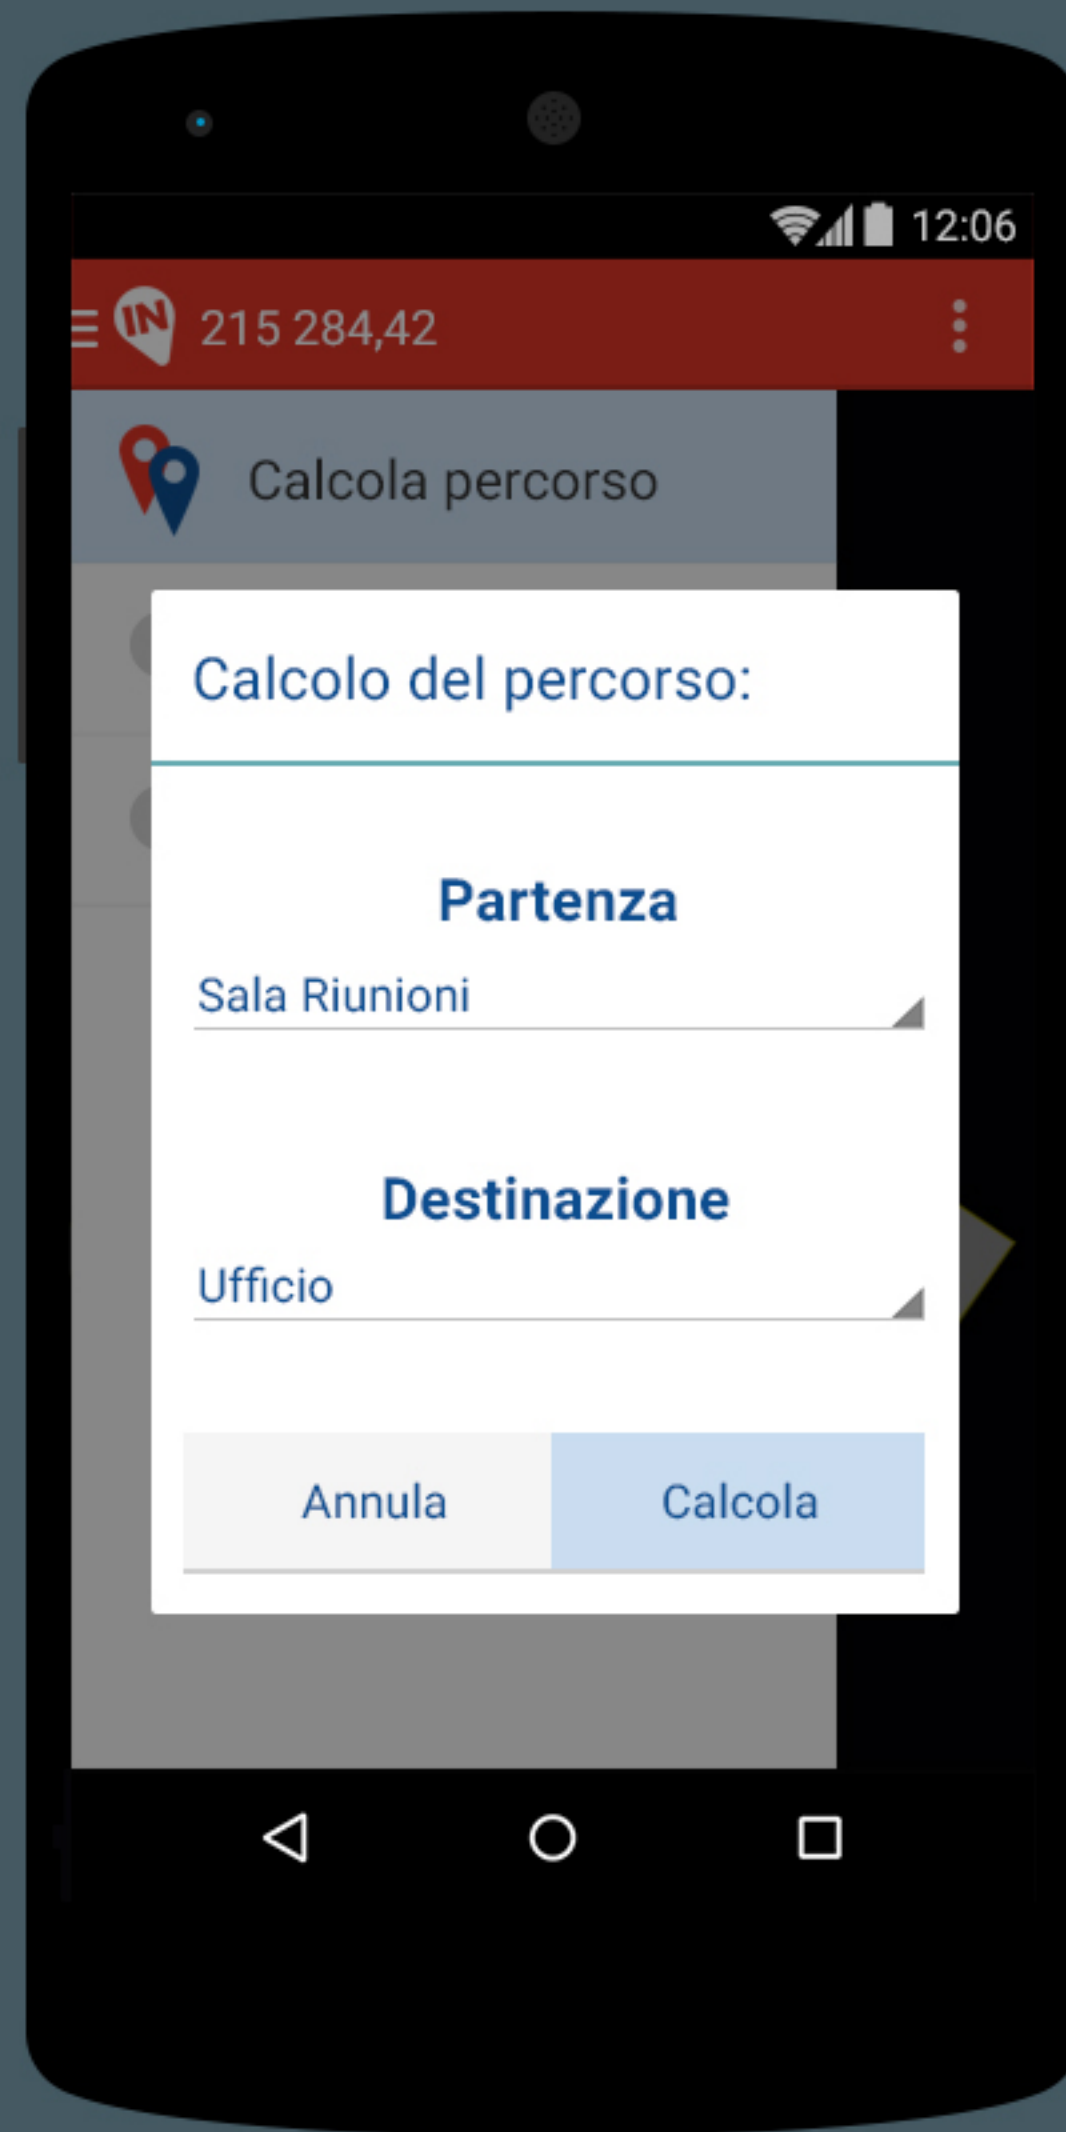 12:06
IN 215 284,42
Calcola percorso
Calcolo del percorso:
Partenza
Sala Riunioni
Destinazione
Ufficio
Annula Calcola